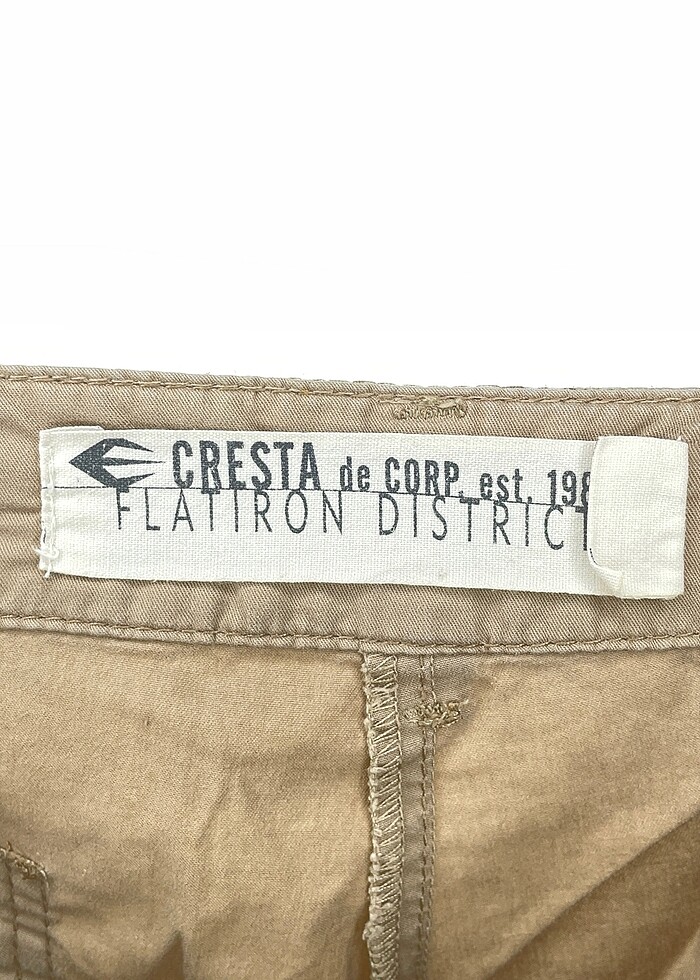 CRESTA de CORP. est. 198
FLATIRON DISTRICT